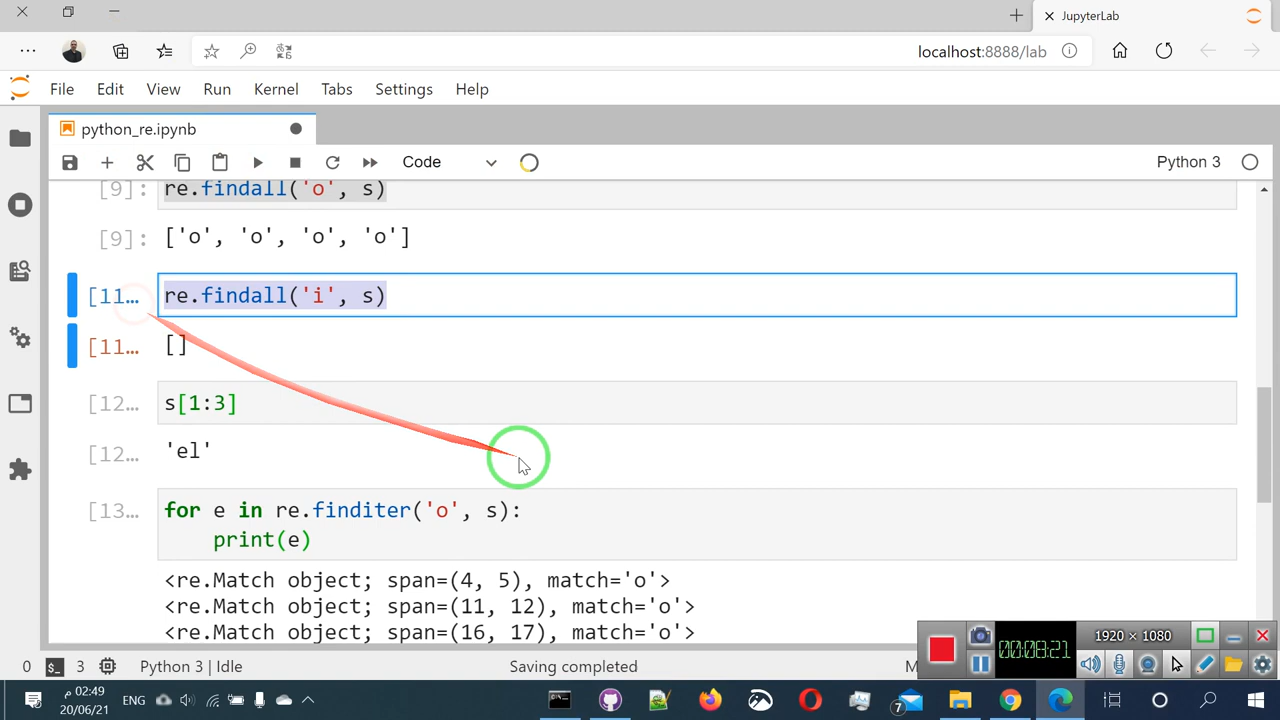 JupyterLab
localhost:8888/lab
File Edit View Run Kernel Tabs Settings Help
python_re.ipynb
Code
Python 3
[9]: re.findall('o', s)
[9]: ['o', 'o', 'o', 'o']
[11… re.findall('i', s)
[11… []
[12… s[1:3]
[12… 'el'
[13… for e in re.finditer('o', s):
print(e)
<re.Match object; span=(4, 5), match='o'>
<re.Match object; span=(11, 12), match='o'>
<re.Match object; span=(16, 17), match='o'>
1920 × 1080
00:08:21
0 3 Python 3 | Idle Saving completed M
02:49 م
20/06/21
ENG
7